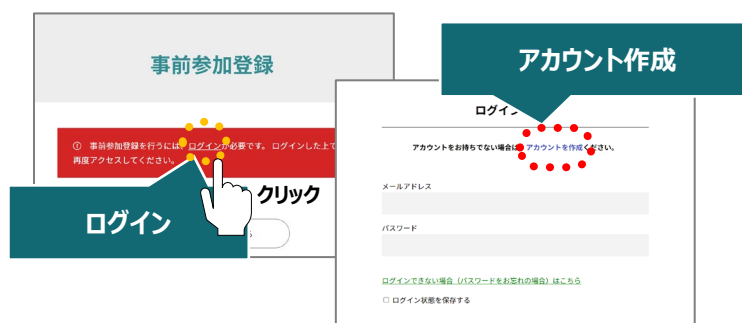 事前参加登録
① 事前参加登録を行うには、ログインが必要です。 ログインした上で
再度アクセスしてください。
クリック
ログイン
アカウント作成
ログイン
アカウントをお持ちでない場合は アカウントを作成ください。
メールアドレス
パスワード
ログインできない場合（パスワードをお忘れの場合）はこちら
ログイン状態を保存する